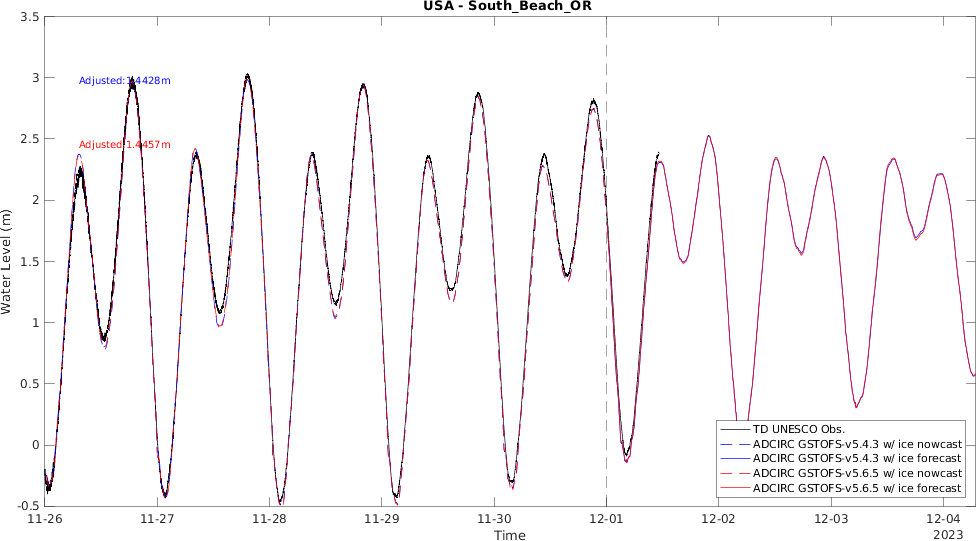 USA - South_Beach_OR
3.5
3
2.5
2
1.5
1
0.5
0
-0.5
Water Level (m)
Adjusted:1.4428m
Adjusted:1.4457m
TD UNESCO Obs.
ADCIRC GSTOFS-v5.4.3 w/ ice nowcast
ADCIRC GSTOFS-v5.4.3 w/ ice forecast
ADCIRC GSTOFS-v5.6.5 w/ ice nowcast
ADCIRC GSTOFS-v5.6.5 w/ ice forecast
11-26 11-27 11-28 11-29 11-30 12-01 12-02 12-03 12-04
Time
2023